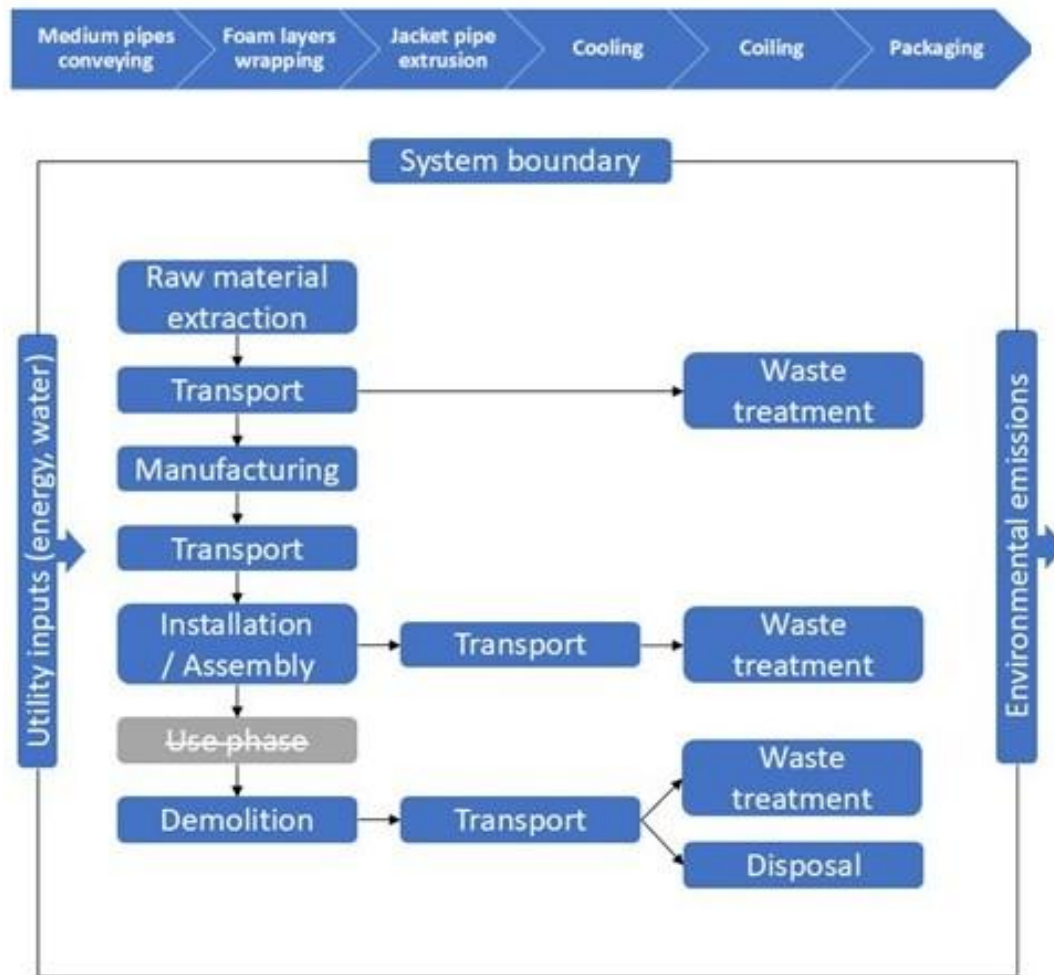 Medium pipes
conveying
Foam layers
wrapping
Jacket pipe
extrusion
Cooling
Coiling
Packaging
System boundary
Utility inputs (energy, water)
Raw material
extraction
Transport
Waste
treatment
Manufacturing
Transport
Installation
/ Assembly
Transport
Waste
treatment
Use phase
Demolition
Transport
Waste
treatment
Disposal
Environmental emissions